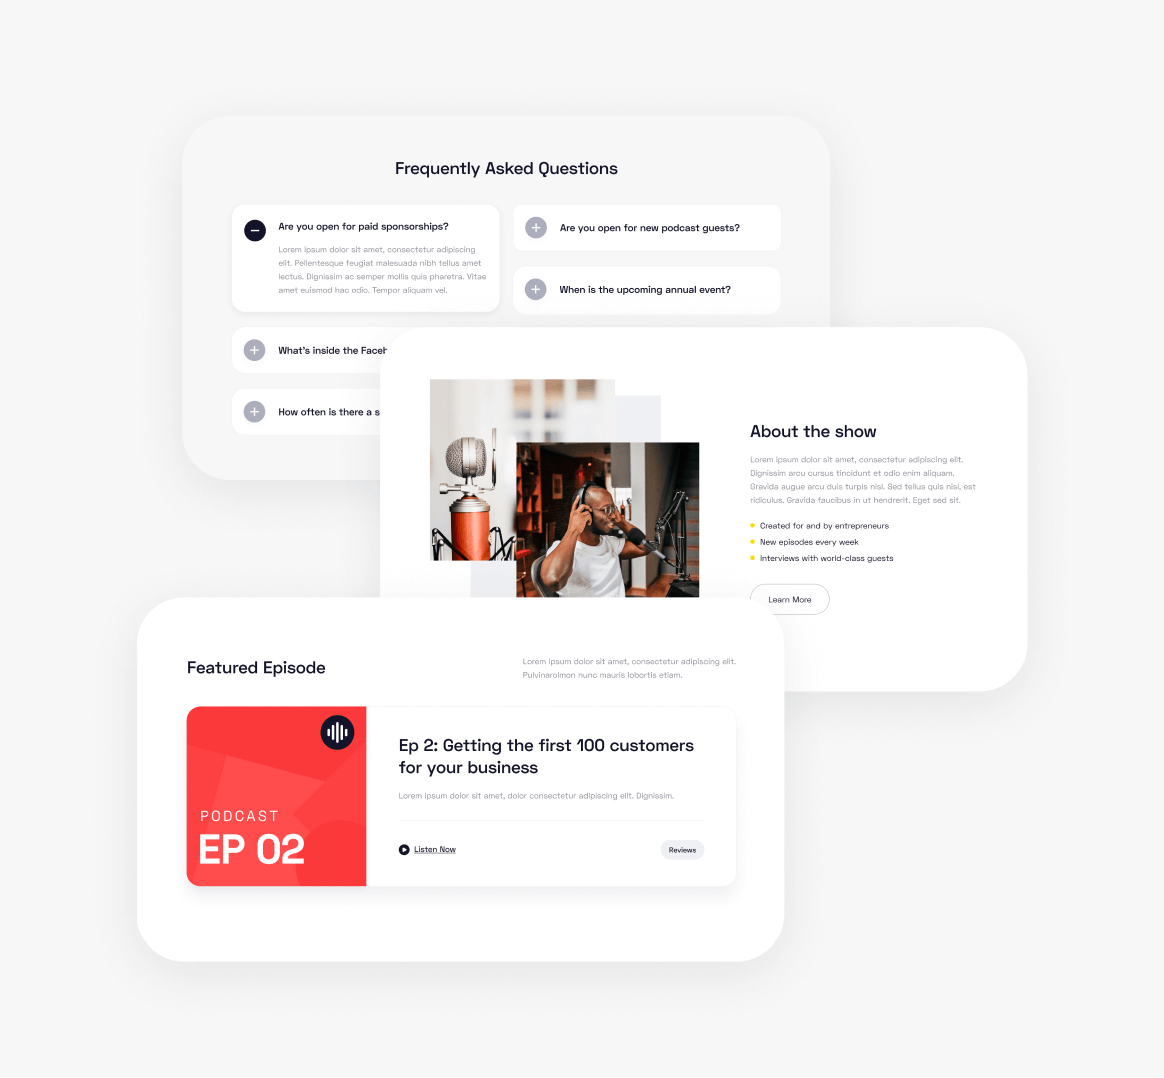 Frequently Asked Questions
Are you open for paid sponsorships?
Lorem ipsum dolor sit amet, consectetur adipiscing
elit. Pellentesque feugiat malesuada nibh tellus amet
lectus. Dignissim ac semper mollis quis pharetra. Vitae
amet euismod hac odio. Tempor aliquam vel.
Are you open for new podcast guests?
When is the upcoming annual event?
What's inside the Faceb
How often is there a s
About the show
Lorem ipsum dolor sit amet, consectetur adipiscing elit.
Dignissim arcu cursus tincidunt et odio enim aliquam.
Gravida augue arcu duis turpis nisl. Sed tellus quis nisl, est
ridiculus. Gravida faucibus in ut hendrerit. Eget sed sit.
Created for and by entrepreneurs
New episodes every week
Interviews with world-class guests
Learn More
Featured Episode
Lorem ipsum dolor sit amet, consectetur adipiscing elit.
Pulvinaroimon nunc mauris lobortis etiam.
PODCAST
EP 02
Ep 2: Getting the first 100 customers
for your business
Lorem ipsum dolor sit amet, dolor consectetur adipiscing elit. Dignissim.
Listen Now
Reviews